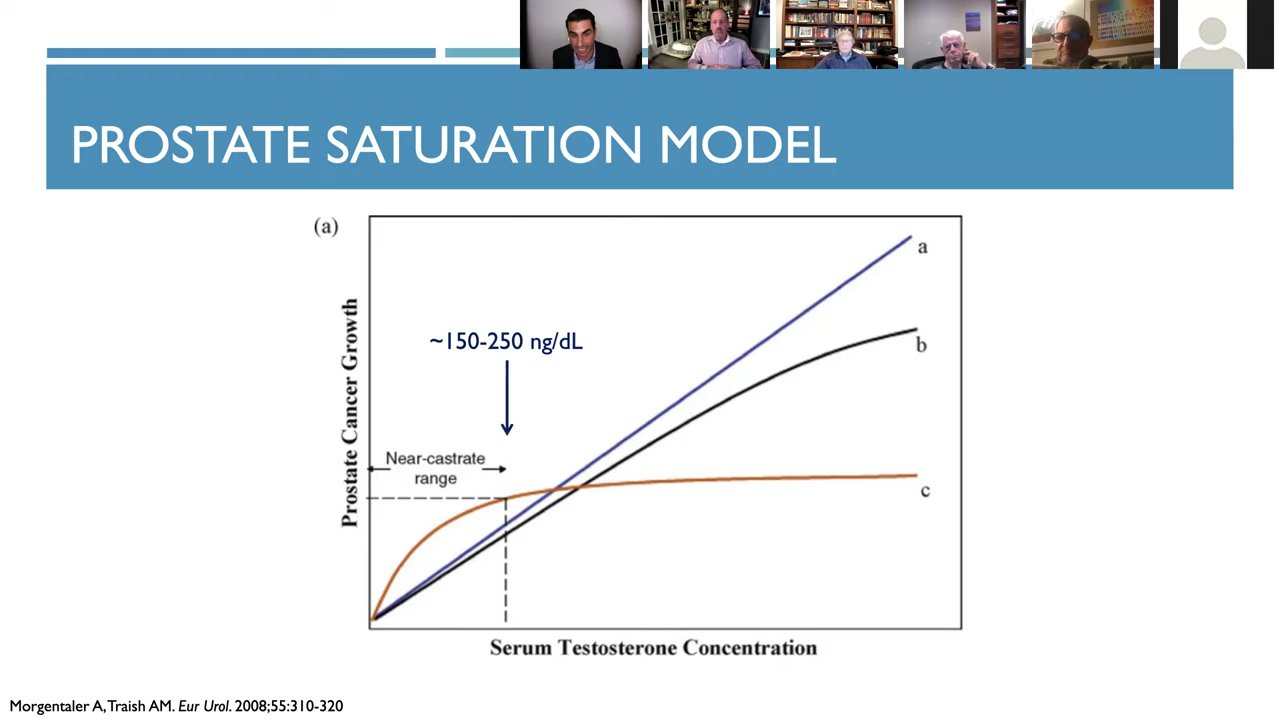 PROSTATE SATURATION MODEL
(a)
a
~150-250 ng/dL
b
Near-castrate
range
c
Prostate Cancer Growth
Serum Testosterone Concentration
Morgentaler A, Traish AM. Eur Urol. 2008;55:310-320